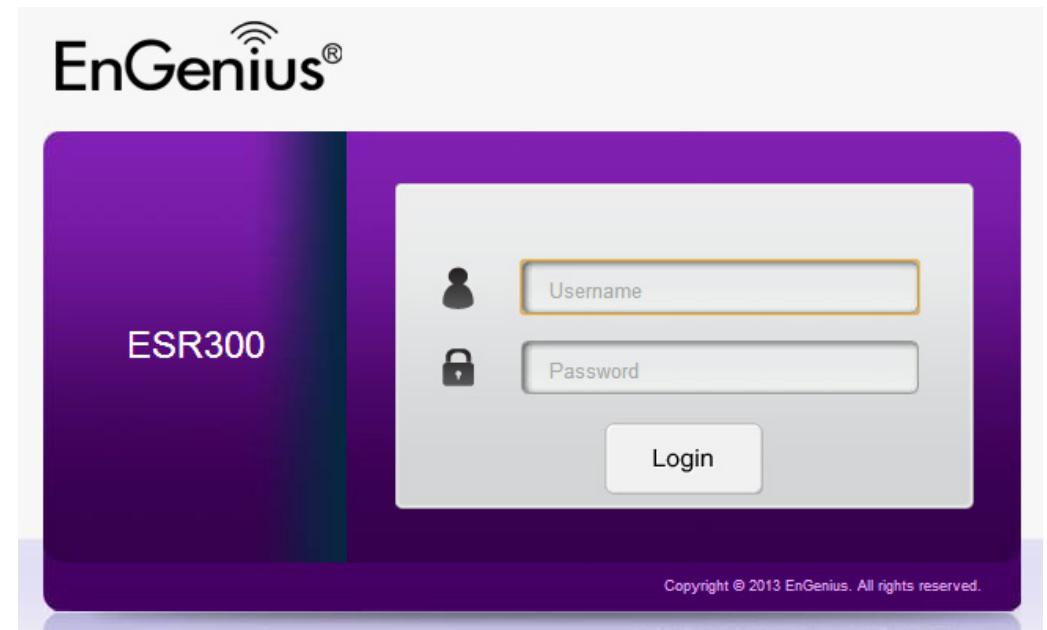 EnGenius®
ESR300
Username
Password
Login
Copyright © 2013 EnGenius. All rights reserved.